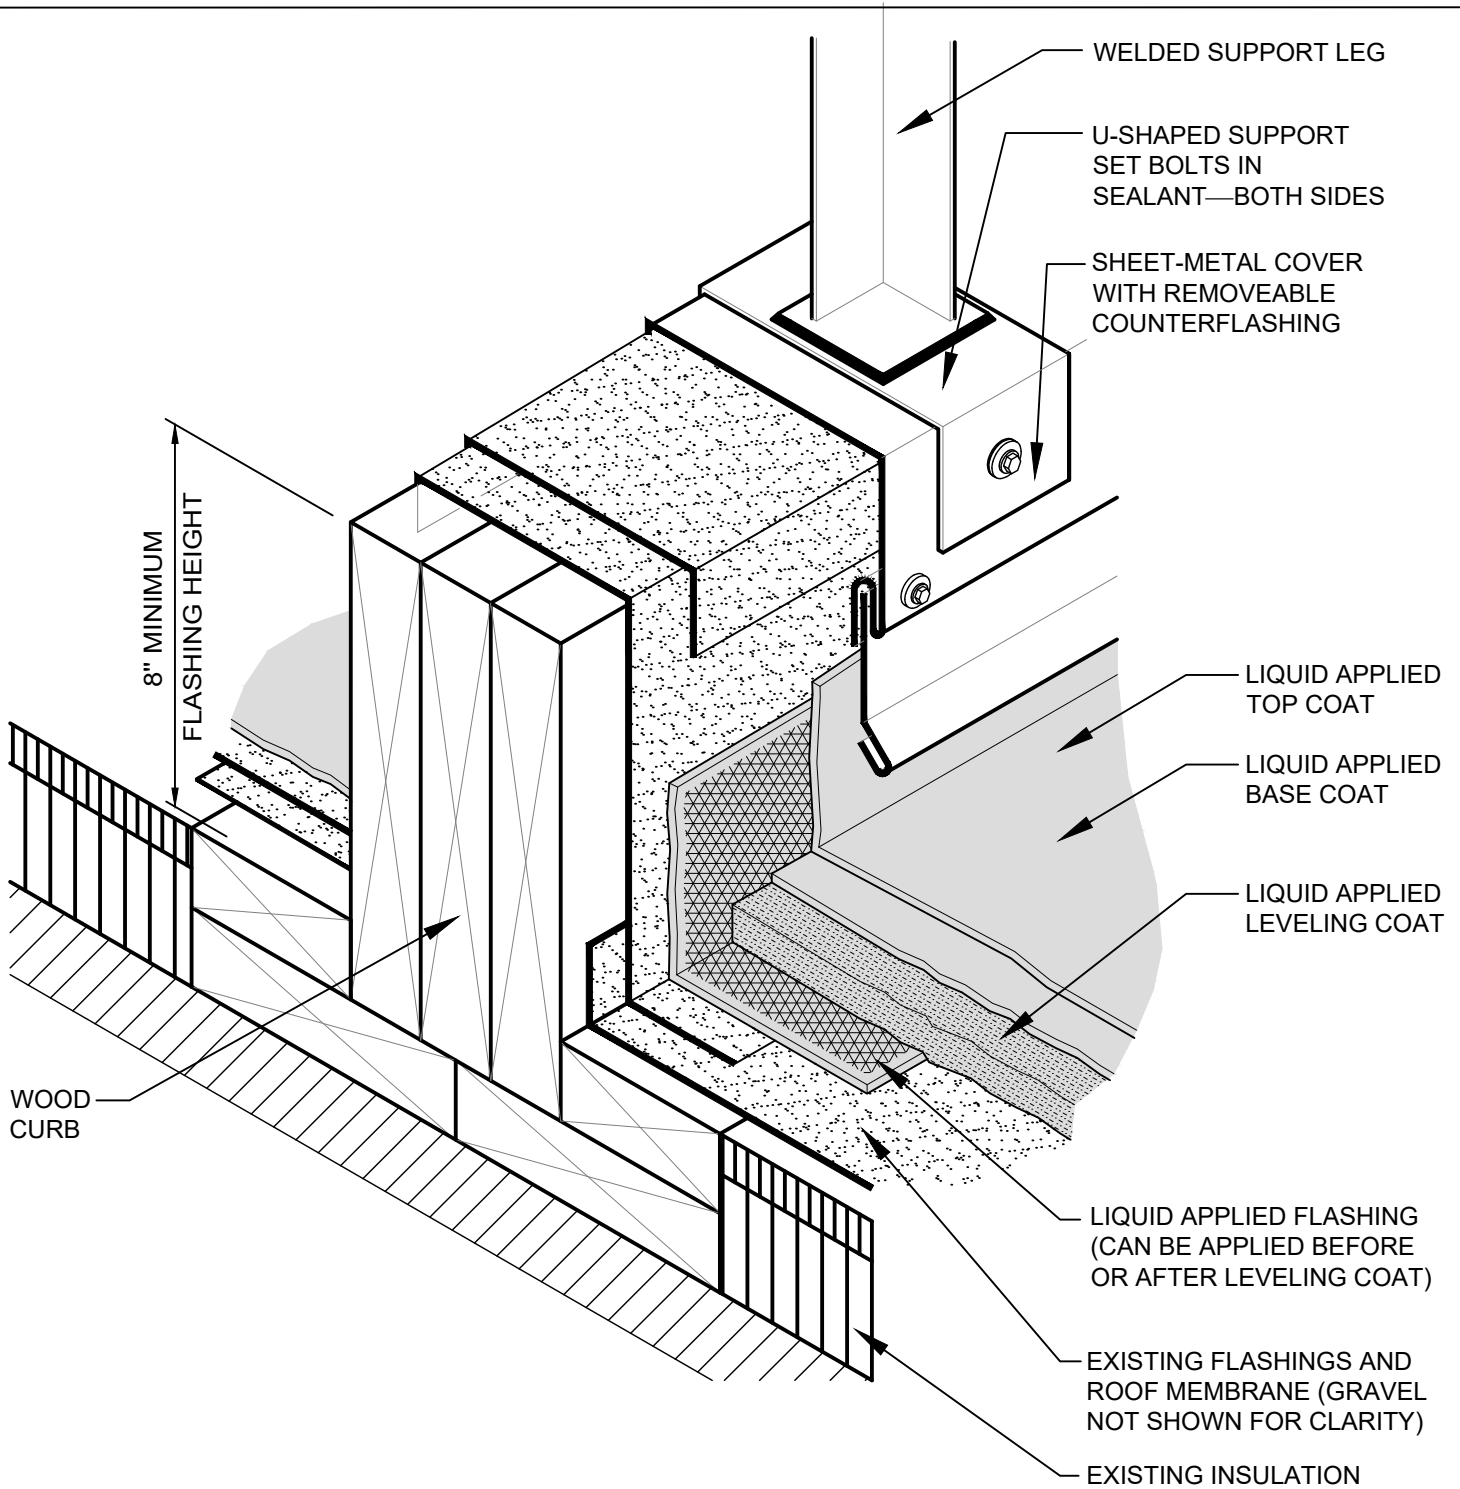 WELDED SUPPORT LEG
U-SHAPED SUPPORT
SET BOLTS IN
SEALANT—BOTH SIDES
SHEET-METAL COVER
WITH REMOVEABLE
COUNTERFLASHING
8" MINIMUM
FLASHING HEIGHT
LIQUID APPLIED
TOP COAT
LIQUID APPLIED
BASE COAT
LIQUID APPLIED
LEVELING COAT
WOOD
CURB
LIQUID APPLIED FLASHING
(CAN BE APPLIED BEFORE
OR AFTER LEVELING COAT)
EXISTING FLASHINGS AND
ROOF MEMBRANE (GRAVEL
NOT SHOWN FOR CLARITY)
EXISTING INSULATION